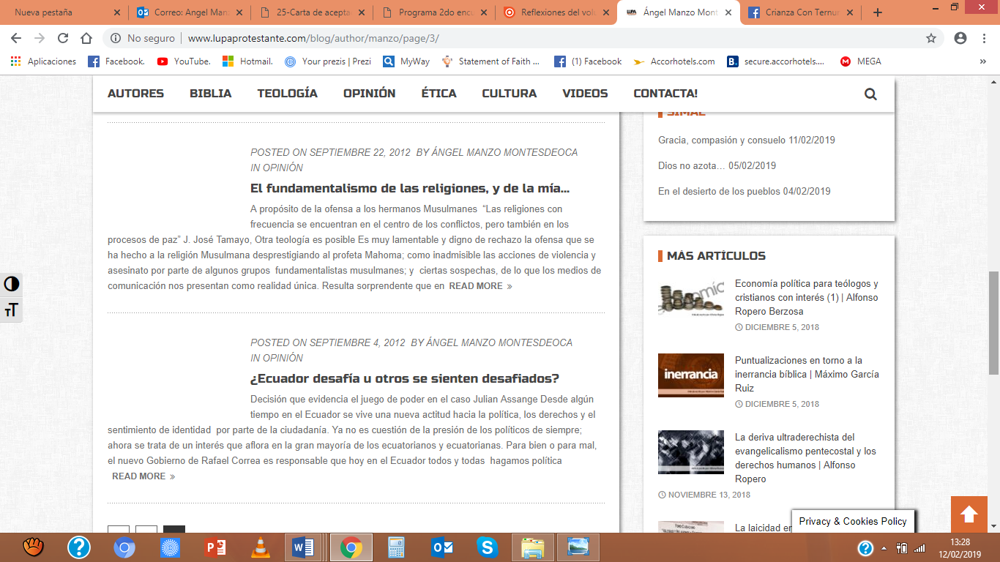 Nueva pestaña
Correo: Angel Manz
25-Carta de acepta
Programa 2do enc
Reflexiones del vol
Ángel Manzo Mont
Crianza Con Ternur
No seguro | www.lupaprotestante.com/blog/author/manzo/page/3/
Aplicaciones
Facebook.
YouTube.
Hotmail.
Your prezis | Prezi
MyWay
Statement of Faith ...
(1) Facebook
Accorhotels.com
secure.accorhotels....
MEGA
»
AUTORES
BIBLIA
TEOLOGÍA
OPINIÓN
ÉTICA
CULTURA
VIDEOS
CONTACTA!
POSTED ON SEPTIEMBRE 22, 2012 BY ÁNGEL MANZO MONTESDEOCA
IN OPINIÓN
El fundamentalismo de las religiones, y de la mía...
A propósito de la ofensa a los hermanos Musulmanes “Las religiones con
frecuencia se encuentran en el centro de los conflictos, pero también en los
procesos de paz” J. José Tamayo, Otra teología es posible Es muy lamentable y digno de rechazo la ofensa que se
ha hecho a la religión Musulmana desprestigiando al profeta Mahoma; como inadmisible las acciones de violencia y
asesinato por parte de algunos grupos fundamentalistas musulmanes; y ciertas sospechas, de lo que los medios de
comunicación nos presentan como realidad única. Resulta sorprendente que en READ MORE »
POSTED ON SEPTIEMBRE 4, 2012 BY ÁNGEL MANZO MONTESDEOCA
IN OPINIÓN
¿Ecuador desafía u otros se sienten desafiados?
Decisión que evidencia el juego de poder en el caso Julian Assange Desde algún
tiempo en el Ecuador se vive una nueva actitud hacia la política, los derechos y el
sentimiento de identidad por parte de la ciudadanía. Ya no es cuestión de la presión de los políticos de siempre;
ahora se trata de un interés que aflora en la gran mayoría de los ecuatorianos y ecuatorianas. Para bien o para mal,
el nuevo Gobierno de Rafael Correa es responsable que hoy en el Ecuador todos y todas hagamos política
READ MORE »
SIMAL
Gracia, compasión y consuelo 11/02/2019
Dios no azota... 05/02/2019
En el desierto de los pueblos 04/02/2019
MÁS ARTÍCULOS
Economía política para teólogos y
cristianos con interés (1) | Alfonso
Ropero Berzosa
DICIEMBRE 5, 2018
inerrancia
Puntualizaciones en torno a la
inerrancia bíblica | Máximo García
Ruiz
DICIEMBRE 5, 2018
La deriva ultraderechista del
evangelicalismo pentecostal y los
derechos humanos | Alfonso
Ropero
NOVIEMBRE 13, 2018
La laicidad en
Privacy & Cookies Policy
13:28
12/02/2019